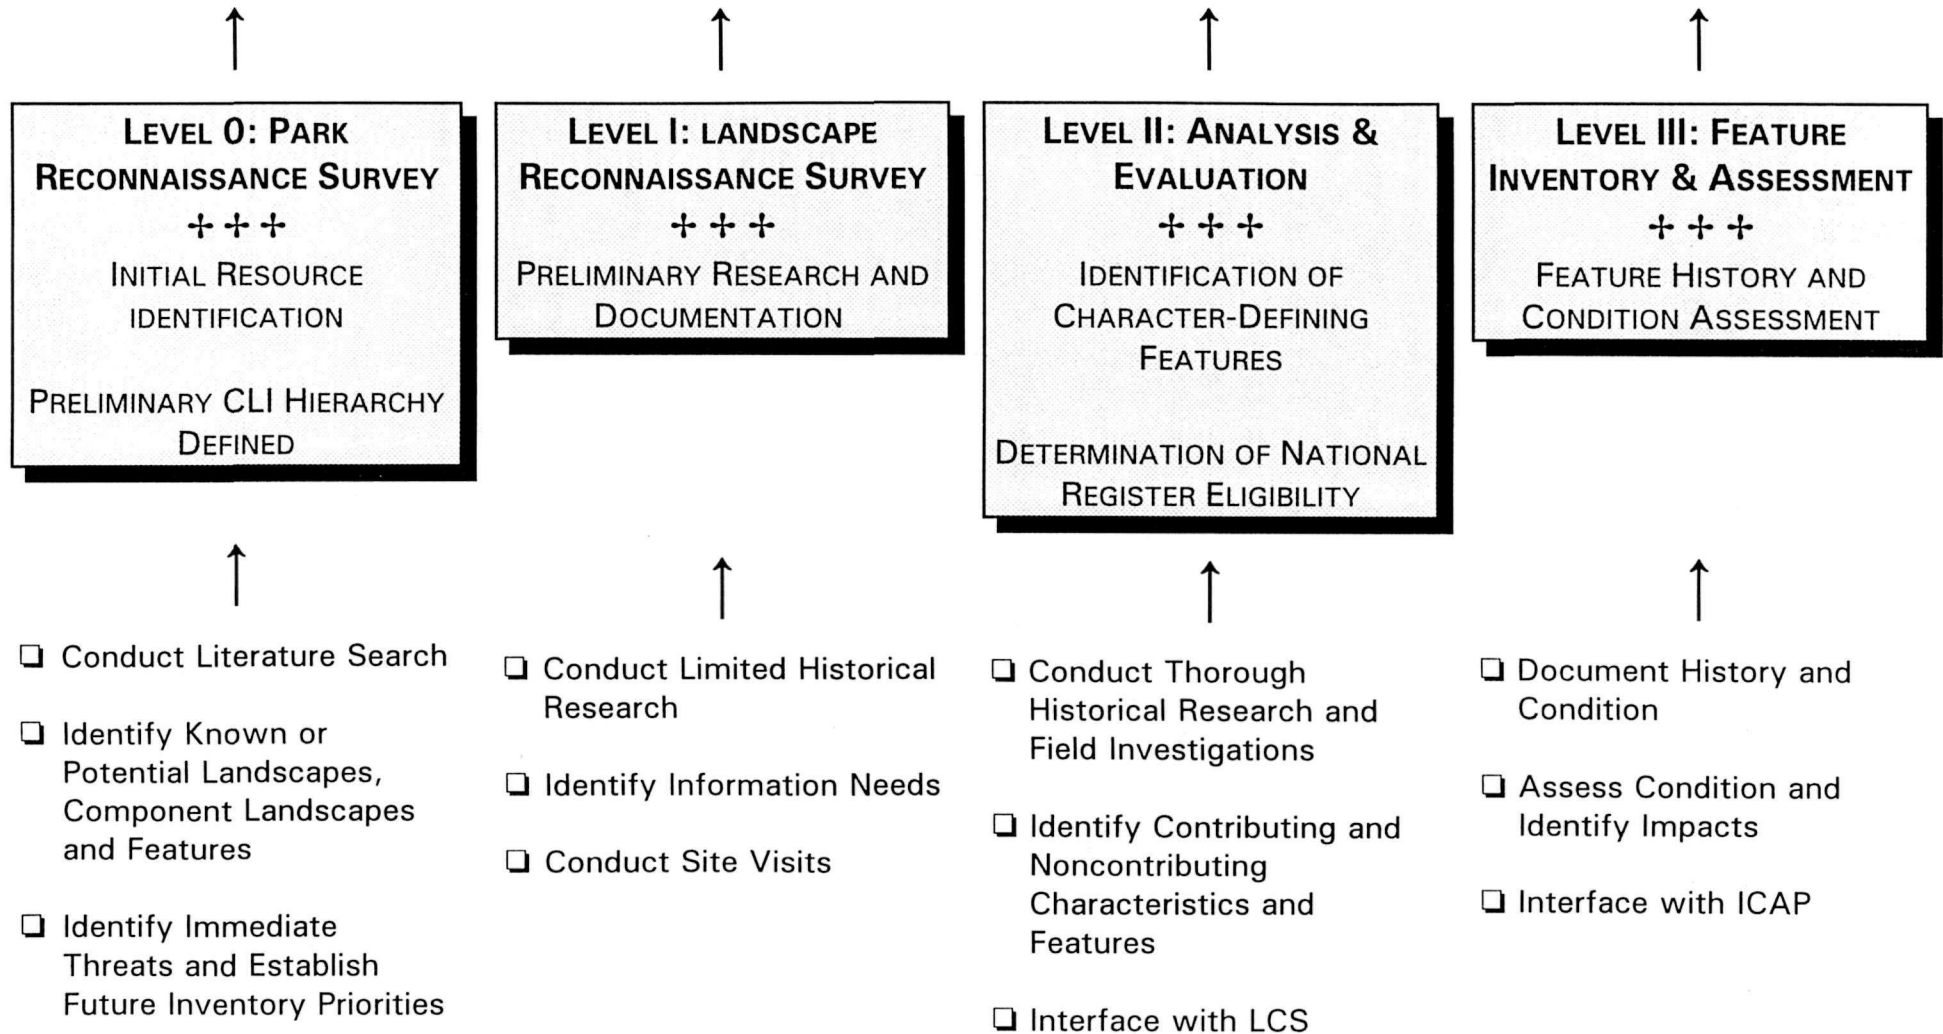 LEVEL 0: PARK
RECONNAISSANCE SURVEY
INITIAL RESOURCE
IDENTIFICATION
PRELIMINARY CLI HIERARCHY
DEFINED
❏ Conduct Literature Search
❏ Identify Known or
Potential Landscapes,
Component Landscapes
and Features
❏ Identify Immediate
Threats and Establish
Future Inventory Priorities
LEVEL I: LANDSCAPE
RECONNAISSANCE SURVEY
PRELIMINARY RESEARCH AND
DOCUMENTATION
❏ Conduct Limited Historical
Research
❏ Identify Information Needs
❏ Conduct Site Visits
LEVEL II: ANALYSIS &
EVALUATION
IDENTIFICATION OF
CHARACTER-DEFINING
FEATURES
DETERMINATION OF NATIONAL
REGISTER ELIGIBILITY
❏ Conduct Thorough
Historical Research and
Field Investigations
❏ Identify Contributing and
Noncontributing
Characteristics and
Features
❏ Interface with LCS
LEVEL III: FEATURE
INVENTORY & ASSESSMENT
FEATURE HISTORY AND
CONDITION ASSESSMENT
❏ Document History and
Condition
❏ Assess Condition and
Identify Impacts
❏ Interface with ICAP